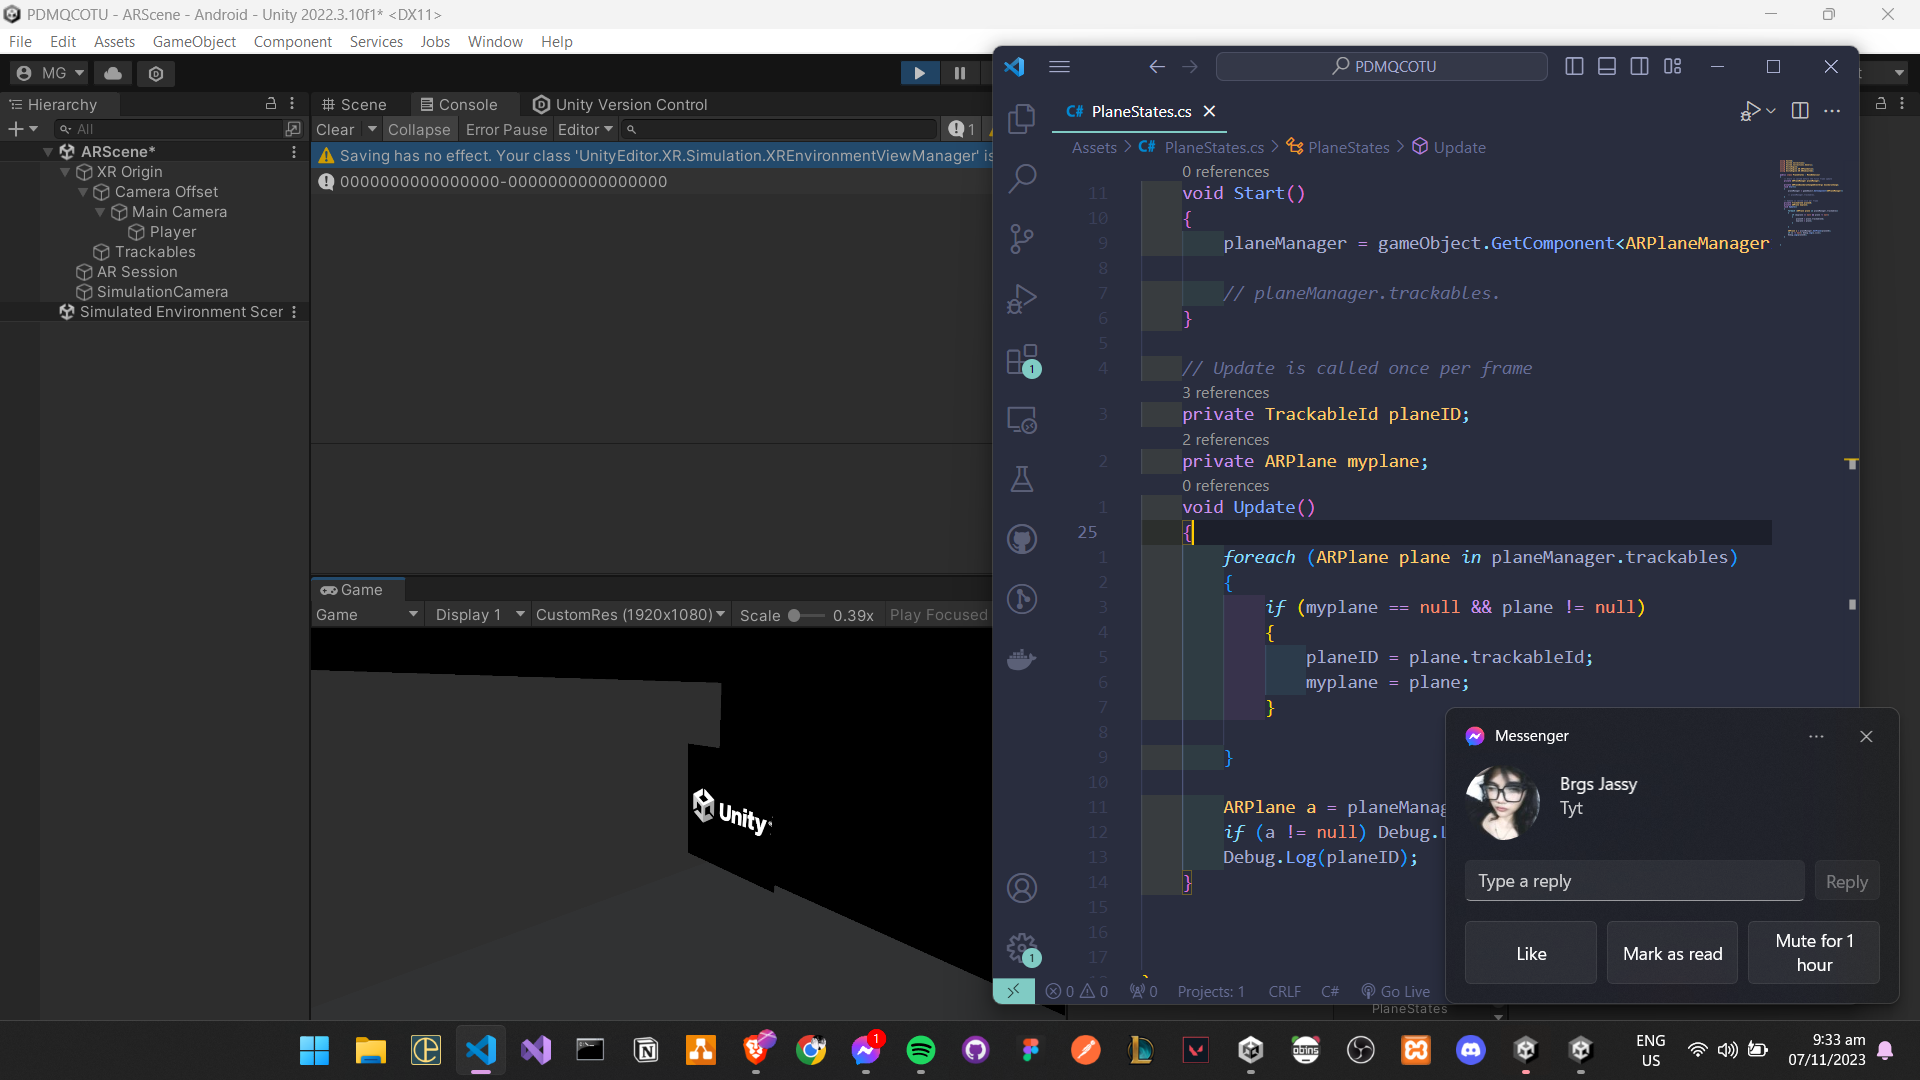 PDMQCOTU - ARScene - Android - Unity 2022.3.10f1* <DX11>
File Edit Assets GameObject Component Services Jobs Window Help
MG
Hierarchy
All
ARScene*
XR Origin
Camera Offset
Main Camera
Player
Trackables
AR Session
SimulationCamera
Simulated Environment Scer
Scene Console Unity Version Control
Clear Collapse Error Pause Editor 1
Saving has no effect. Your class 'UnityEditor.XR.Simulation.XREnvironmentViewManager' is
0000000000000000-0000000000000000
Game
Game Display 1 CustomRes (1920x1080) Scale 0.39x Play Focused
Unity
PDMQCOTU
C# PlaneStates.cs
Assets > C# PlaneStates.cs > PlaneStates > Update
0 references
11 void Start()
10 {
9 planeManager = gameObject.GetComponent<ARPlaneManager
8
7 // planeManager.trackables.
6 }
5
4 // Update is called once per frame
3 references
3 private TrackableId planeID;
2 references
2 private ARPlane myplane;
0 references
1 void Update()
25 {
1 foreach (ARPlane plane in planeManager.trackables)
2 {
3 if (myplane == null && plane != null)
4 {
5 planeID = plane.trackableId;
6 myplane = plane;
7 }
8
9 }
10
11 ARPlane a = planeManag
12 if (a != null) Debug.L
13 Debug.Log(planeID);
14 }
15
16
17
1
1
0 0 0 Projects: 1 CRLF C# Go Live
PlaneStates
Messenger
Brgs Jassy
Tyt
Type a reply
Reply
Like
Mark as read
Mute for 1
hour
1
ENG
US
9:33 am
07/11/2023